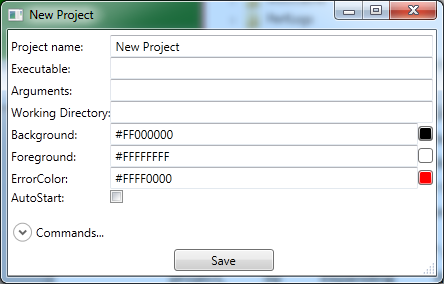 New Project
Project name: New Project
Executable:
Arguments:
Working Directory:
Background: #FF000000
Foreground: #FFFFFFFF
ErrorColor: #FFFF0000
AutoStart:
Commands...
Save